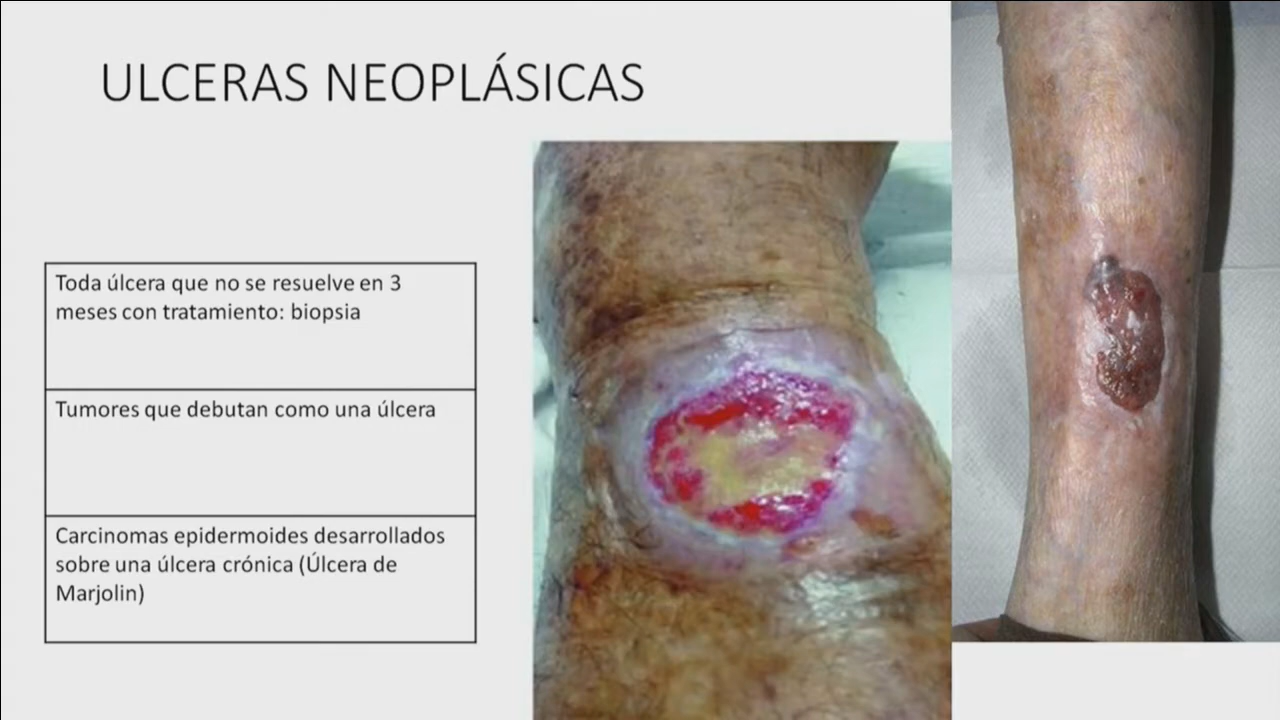 ULCERAS NEOPLÁSICAS
Toda úlcera que no se resuelve en 3
meses con tratamiento: biopsia
Tumores que debutan como una úlcera
Carcinomas epidermoides desarrollados
sobre una úlcera crónica (Úlcera de
Marjolin)